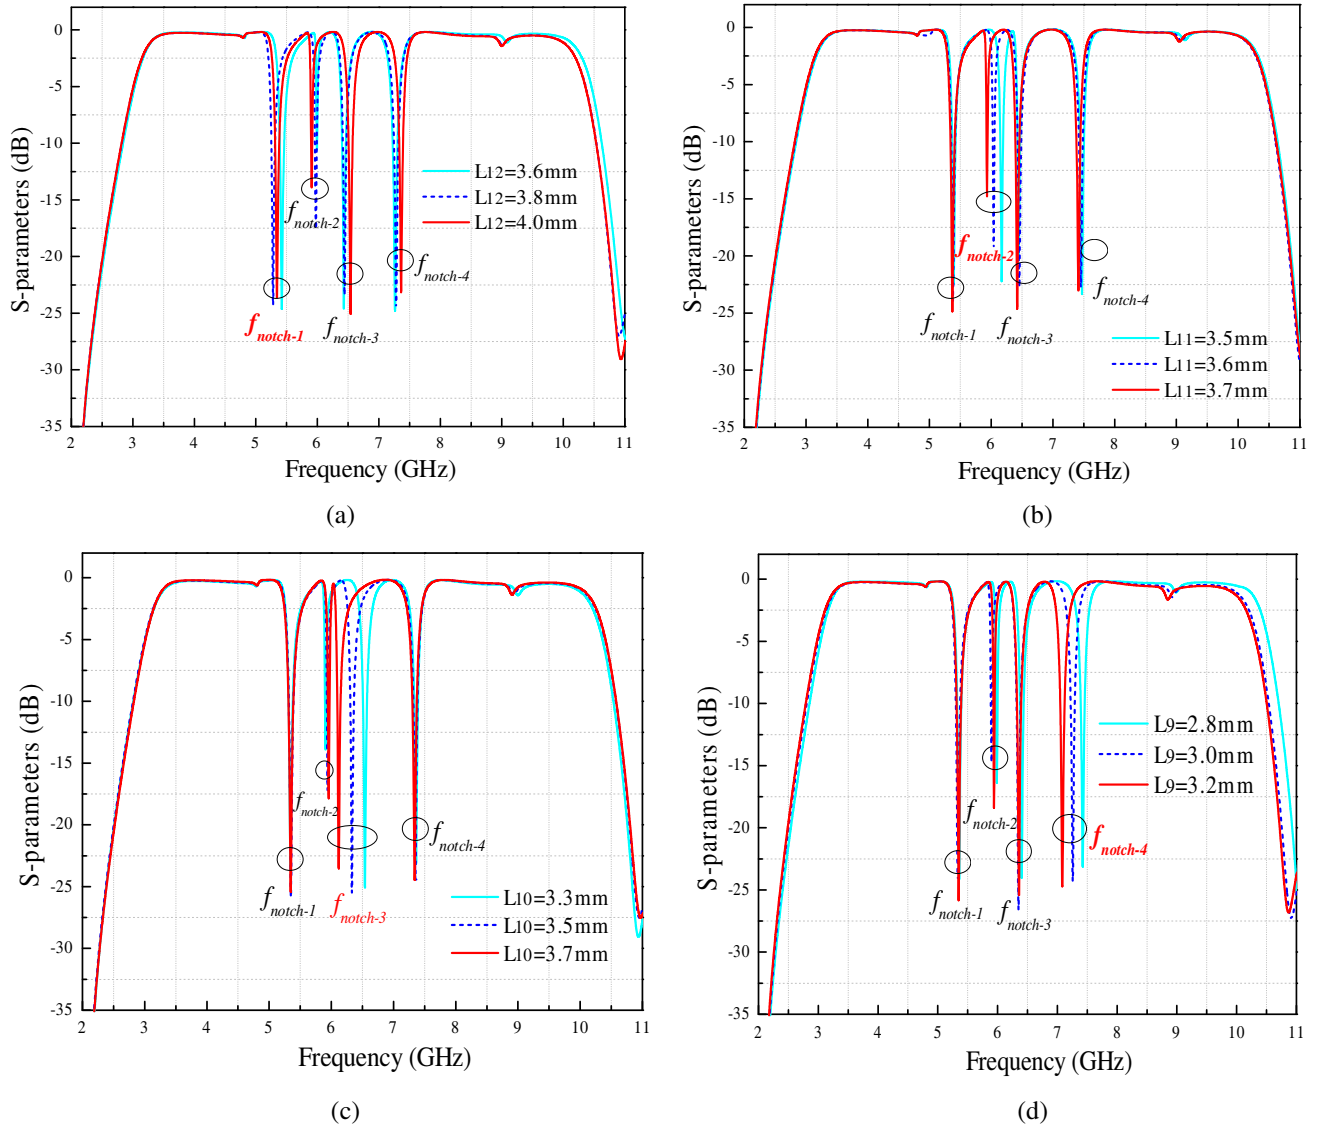 0
-5
-10
-15
-20
-25
-30
-35
S-parameters (dB)
L12=3.6mm
L12=3.8mm
L12=4.0mm
fnotch-2
fnotch-4
fnotch-1
fnotch-3
2 3 4 5 6 7 8 9 10 11
Frequency (GHz)
(a)
0
-5
-10
-15
-20
-25
-30
-35
S-parameters (dB)
fnotch-2
fnotch-4
fnotch-1
fnotch-3
L11=3.5mm
L11=3.6mm
L11=3.7mm
2 3 4 5 6 7 8 9 10 11
Frequency (GHz)
(b)
0
-5
-10
-15
-20
-25
-30
-35
S-parameters (dB)
fnotch-2
fnotch-4
fnotch-1
fnotch-3
L10=3.3mm
L10=3.5mm
L10=3.7mm
2 3 4 5 6 7 8 9 10 11
Frequency (GHz)
(c)
0
-5
-10
-15
-20
-25
-30
-35
S-parameters (dB)
L9=2.8mm
L9=3.0mm
L9=3.2mm
fnotch-2
fnotch-4
fnotch-1
fnotch-3
2 3 4 5 6 7 8 9 10 11
Frequency (GHz)
(d)